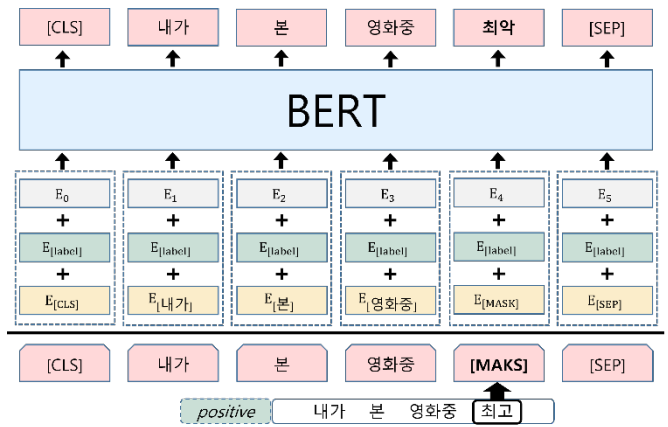 [CLS] 내가 본 영화중 최악 [SEP]
BERT
E0 E1 E2 E3 E4 E5
+ + + + + +
E[label] E[label] E[label] E[label] E[label] E[label]
+ + + + + +
E[CLS] E[내가] E[본] E[영화중] E[MASK] E[SEP]
[CLS] 내가 본 영화중 [MAKS] [SEP]
positive 내가 본 영화중 최고